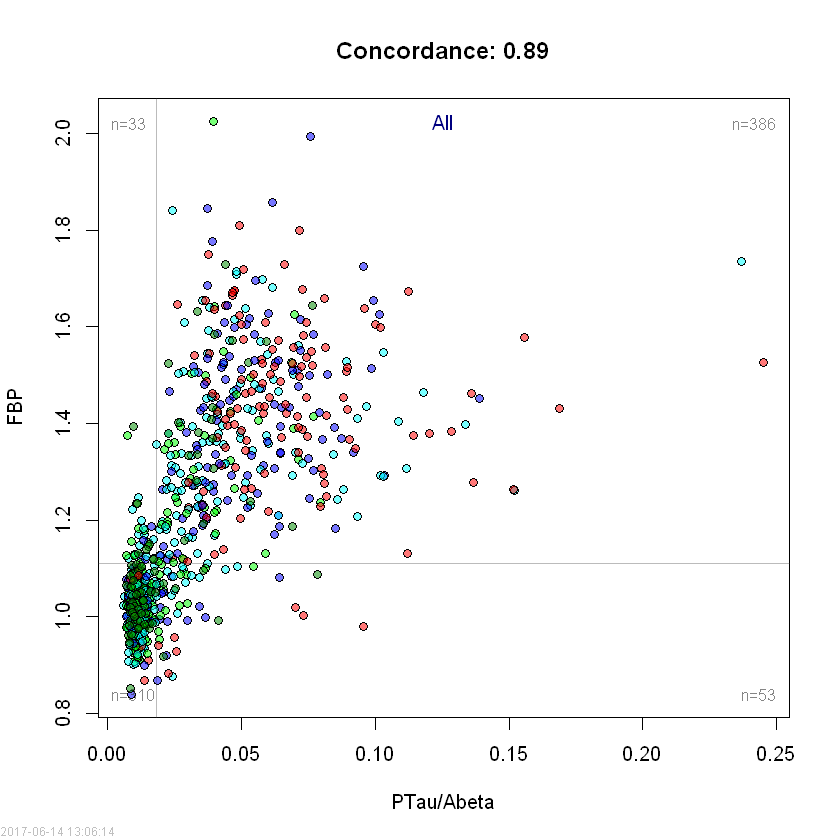 Concordance: 0.89
n=33
All
n=386
2.0
1.8
1.6
1.4
1.2
1.0
0.8
FBP
n=310
n=53
0.00
0.05
0.10
0.15
0.20
0.25
PTau/Abeta
2017-06-14 13:06:14